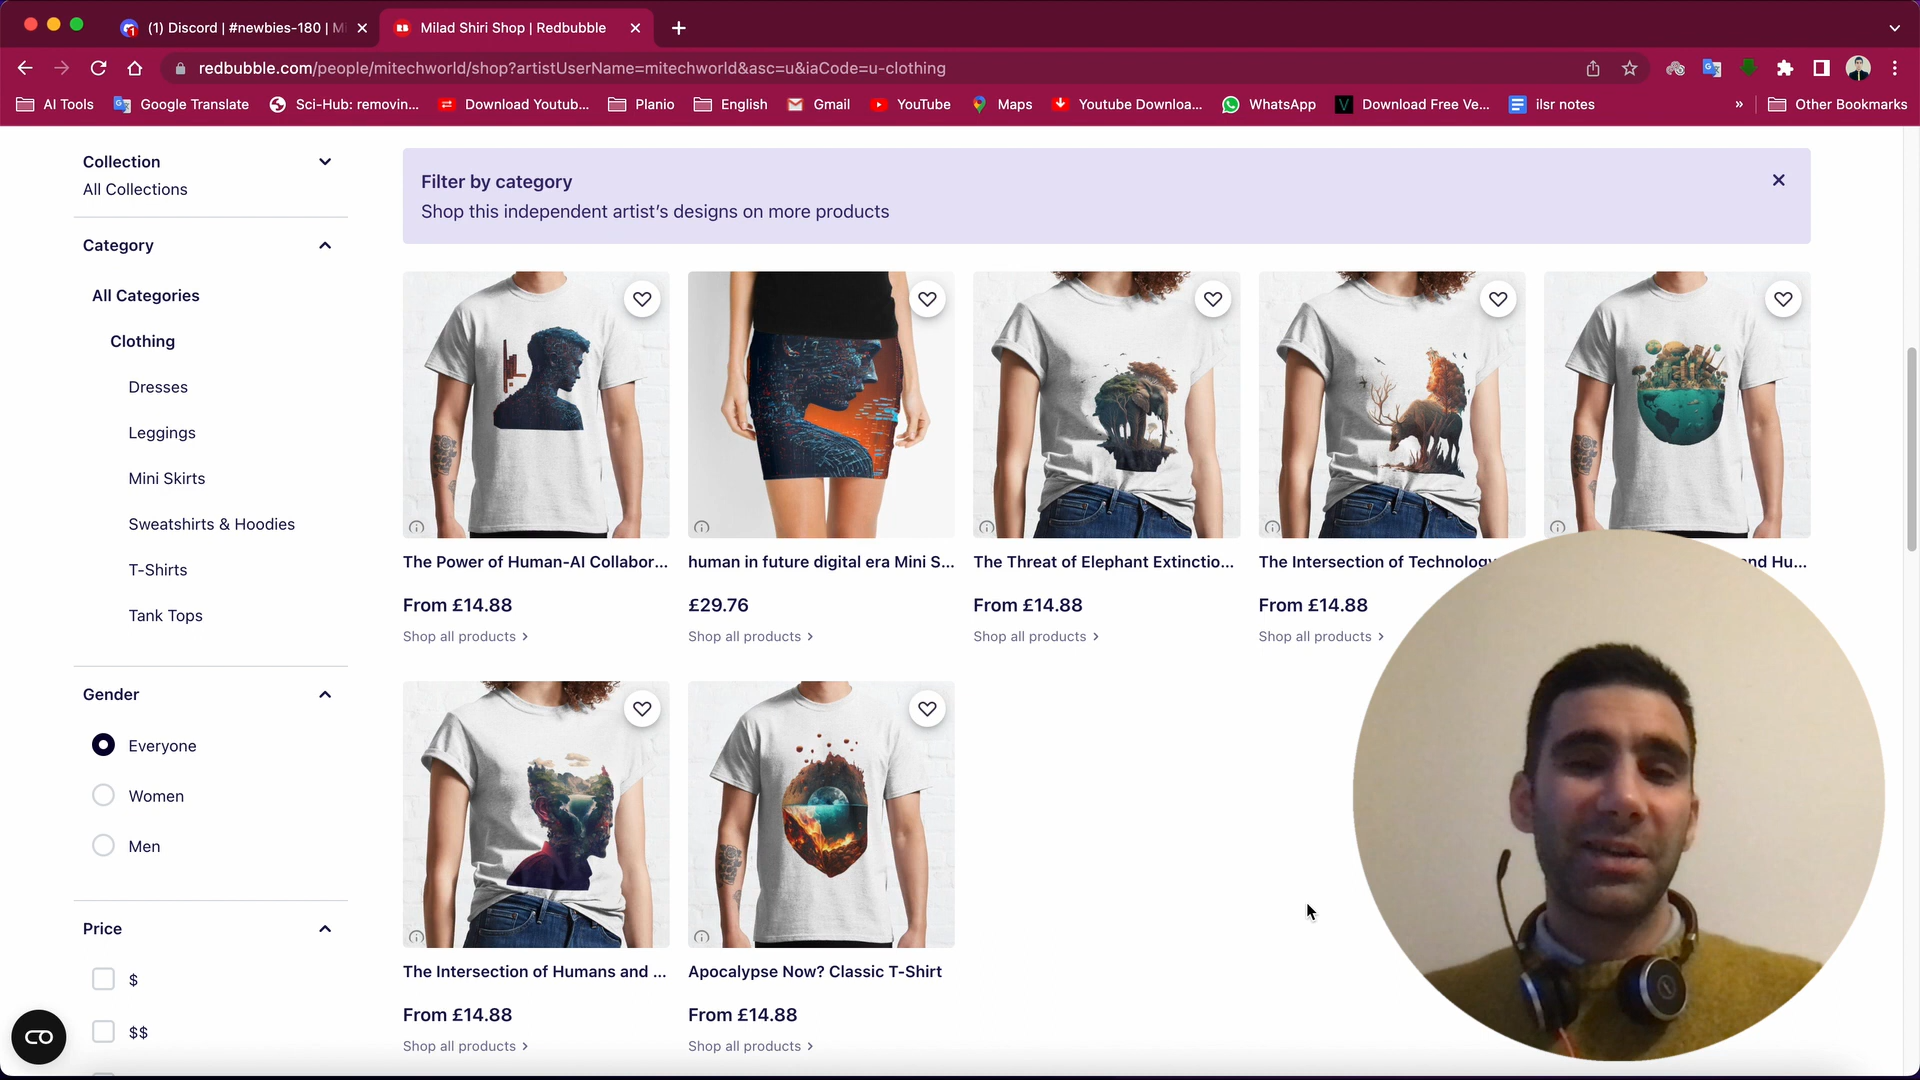 (1) Discord | #newbies-180 | Mi
Milad Shiri Shop | Redbubble
redbubble.com/people/mitechworld/shop?artistUserName=mitechworld&asc=u&iaCode=u-clothing
AI Tools
Google Translate
Sci-Hub: removin...
Download Youtub...
Planio
English
Gmail
YouTube
Maps
Youtube Downloa...
WhatsApp
Download Free Ve...
ilsr notes
»
Other Bookmarks
Collection
All Collections
Category
All Categories
Clothing
Dresses
Leggings
Mini Skirts
Sweatshirts & Hoodies
T-Shirts
Tank Tops
Gender
Everyone
Women
Men
Price
$
$$
Filter by category
Shop this independent artist's designs on more products
The Power of Human-AI Collabor...
From £14.88
Shop all products
human in future digital era Mini S...
£29.76
Shop all products
The Threat of Elephant Extinctio...
From £14.88
Shop all products
The Intersection of Technology
From £14.88
Shop all products
nd Hu...
The Intersection of Humans and ...
From £14.88
Shop all products
Apocalypse Now? Classic T-Shirt
From £14.88
Shop all products